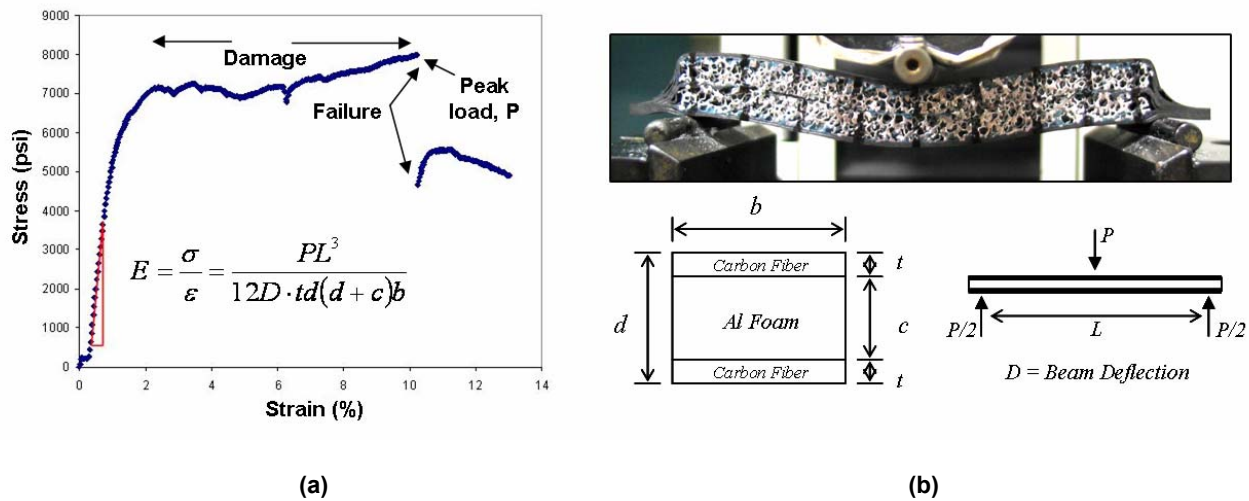 9000
8000
7000
6000
5000
4000
3000
2000
1000
0
Stress (psi)
Damage
Peak
load, P
Failure
E = σ/ε = PL³/12D · td(d + c)b
0 2 4 6 8 10 12 14
Strain (%)
(a)
b
Carbon Fiber
t
d
Al Foam
c
Carbon Fiber
t
P
P/2
L
P/2
D = Beam Deflection
(b)